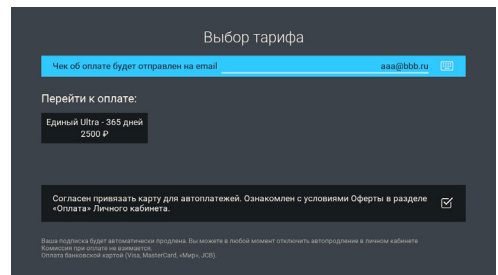 Выбор тарифа
Чек об оплате будет отправлен на email aaa@bbb.ru
Перейти к оплате:
Единый Ultra - 365 дней
2500 ₽
Согласен привязать карту для автоплатежей. Ознакомлен с условиями Оферты в разделе
«Оплата» Личного кабинета.
Ваша подписка будет автоматически продлена. Вы можете в любой момент отключить автопродление в личном кабинете
Комиссия при оплате не взимается.
Оплата банковской картой (Visa, MasterCard, «Мир», JCB).